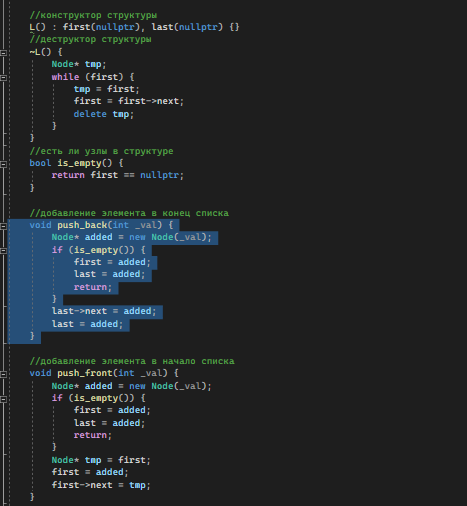 //конструктор структуры
L() : first(nullptr), last(nullptr) {}
//деструктор структуры
~L() {
Node* tmp;
while (first) {
tmp = first;
first = first->next;
delete tmp;
}
}
//есть ли узлы в структуре
bool is_empty() {
return first == nullptr;
}
//добавление элемента в конец списка
void push_back(int _val) {
Node* added = new Node(_val);
if (is_empty()) {
first = added;
last = added;
return;
}
last->next = added;
last = added;
}
//добавление элемента в начало списка
void push_front(int _val) {
Node* added = new Node(_val);
if (is_empty()) {
first = added;
last = added;
return;
}
Node* tmp = first;
first = added;
first->next = tmp;
}